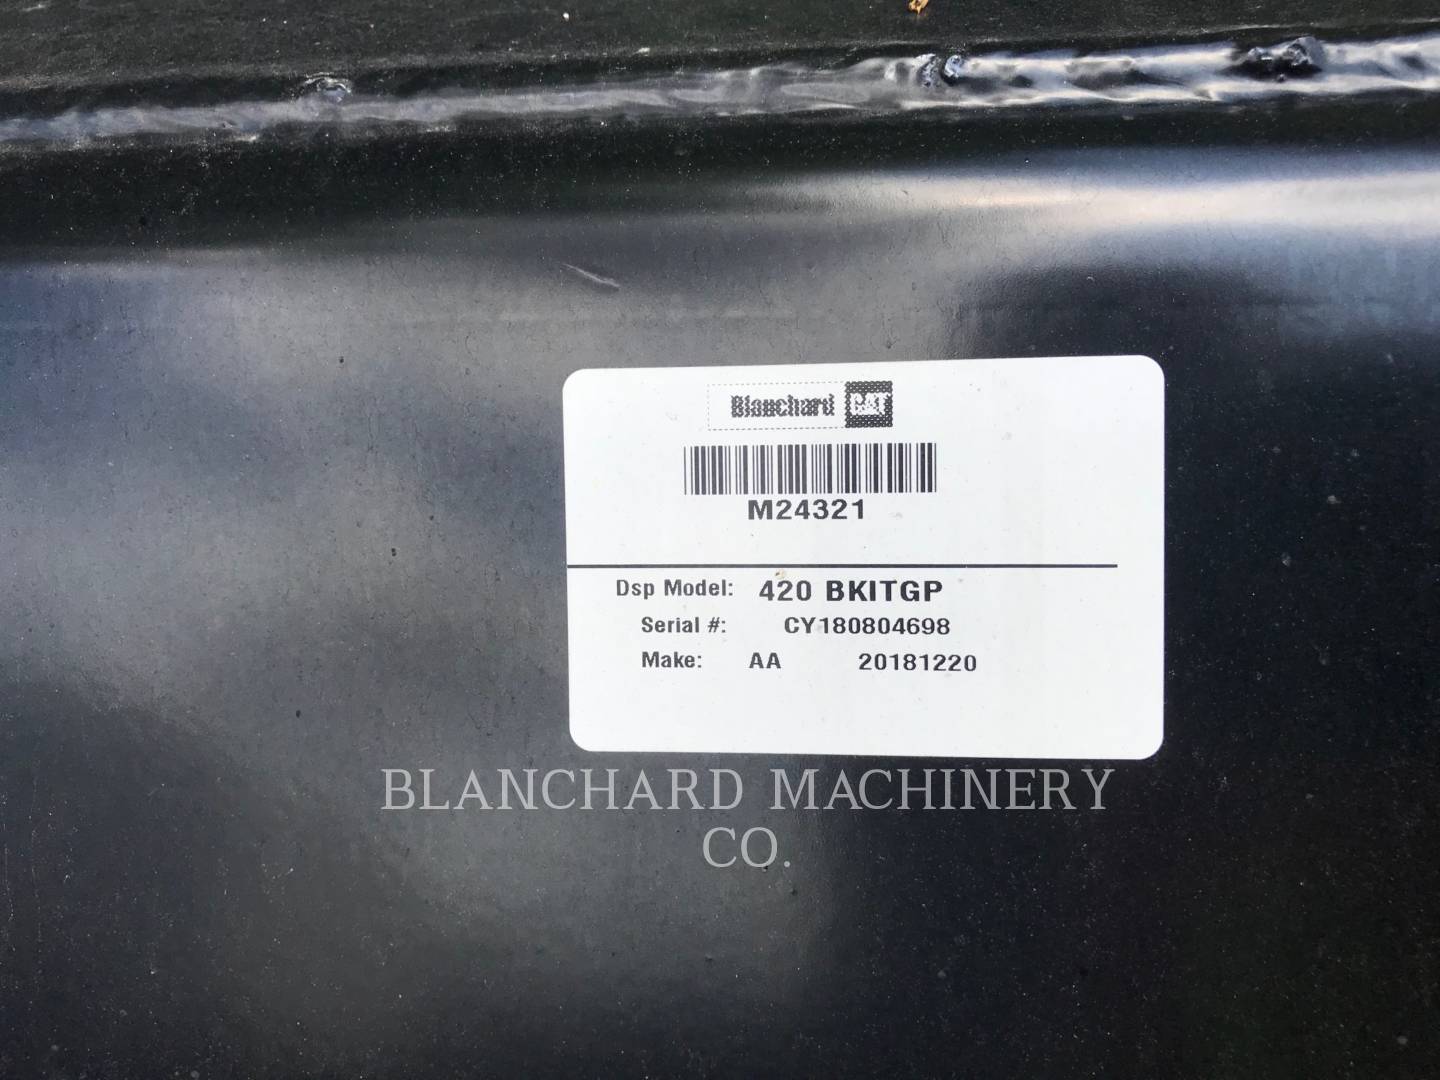 Blanchard CAT
M24321
Dsp Model: 420 BKITGP
Serial #: CY180804698
Make: AA 20181220
BLANCHARD MACHINERY
CO.